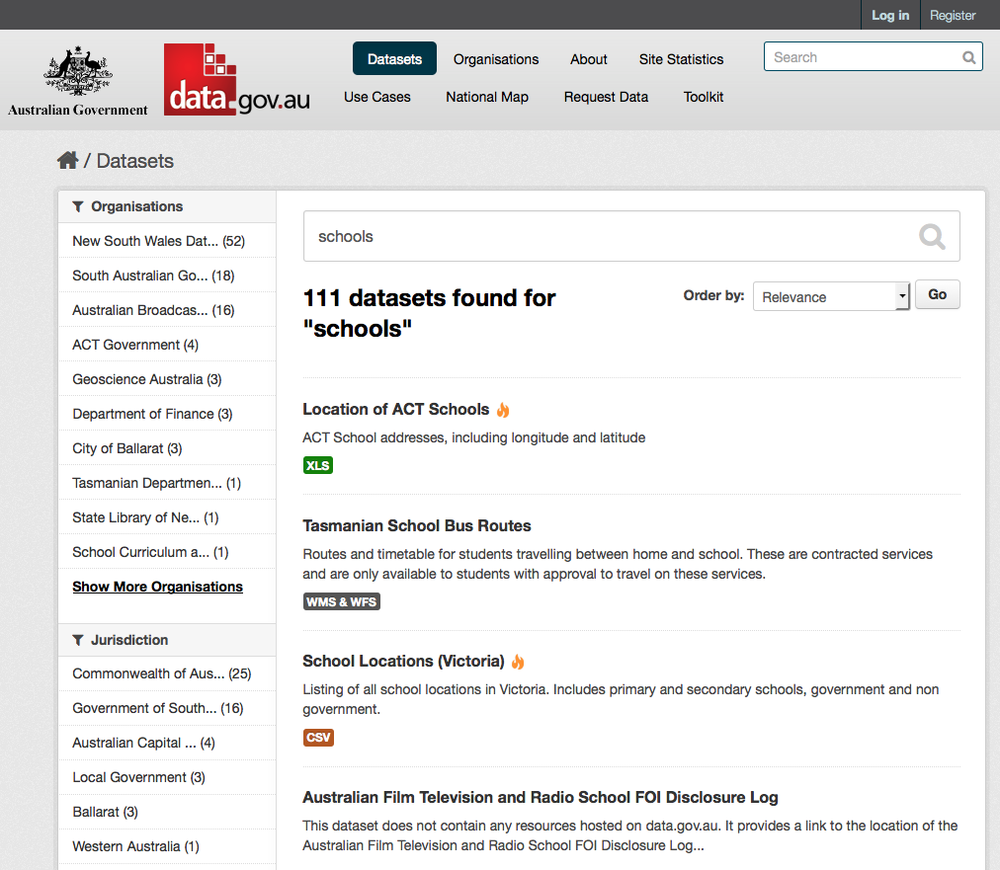 Log in Register
Datasets Organisations About Site Statistics Search
Australian Government data.gov.au Use Cases National Map Request Data Toolkit
/ Datasets
Organisations
New South Wales Dat... (52)
South Australian Go... (18)
Australian Broadcas... (16)
ACT Government (4)
Geoscience Australia (3)
Department of Finance (3)
City of Ballarat (3)
Tasmanian Departmen... (1)
State Library of Ne... (1)
School Curriculum a... (1)
Show More Organisations
Jurisdiction
Commonwealth of Aus... (25)
Government of South... (16)
Australian Capital ... (4)
Local Government (3)
Ballarat (3)
Western Australia (1)
schools
111 datasets found for
"schools"
Order by: Relevance Go
Location of ACT Schools
ACT School addresses, including longitude and latitude
XLS
Tasmanian School Bus Routes
Routes and timetable for students travelling between home and school. These are contracted services
and are only available to students with approval to travel on these services.
WMS & WFS
School Locations (Victoria)
Listing of all school locations in Victoria. Includes primary and secondary schools, government and non
government.
CSV
Australian Film Television and Radio School FOI Disclosure Log
This dataset does not contain any resources hosted on data.gov.au. It provides a link to the location of the
Australian Film Television and Radio School FOI Disclosure Log...